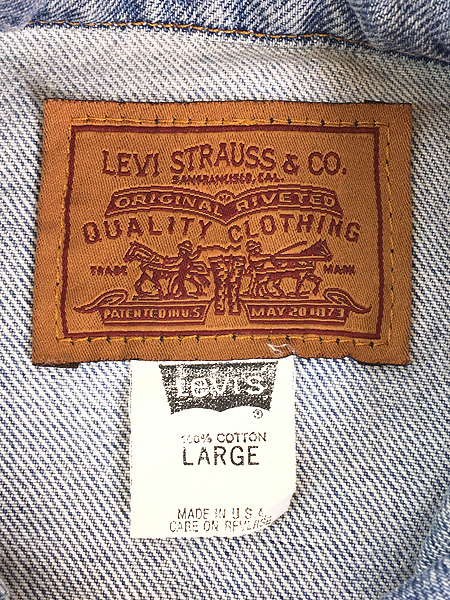 LEVI STRAUSS & CO.
SAN FRANCISCO, CAL.
ORIGINAL RIVETED
QUALITY CLOTHING
TRADE MARK
PATENTED IN U.S MAY 20 1873
Levi's
®
100% COTTON
LARGE
MADE IN U.S.A.
CARE ON REVERSE